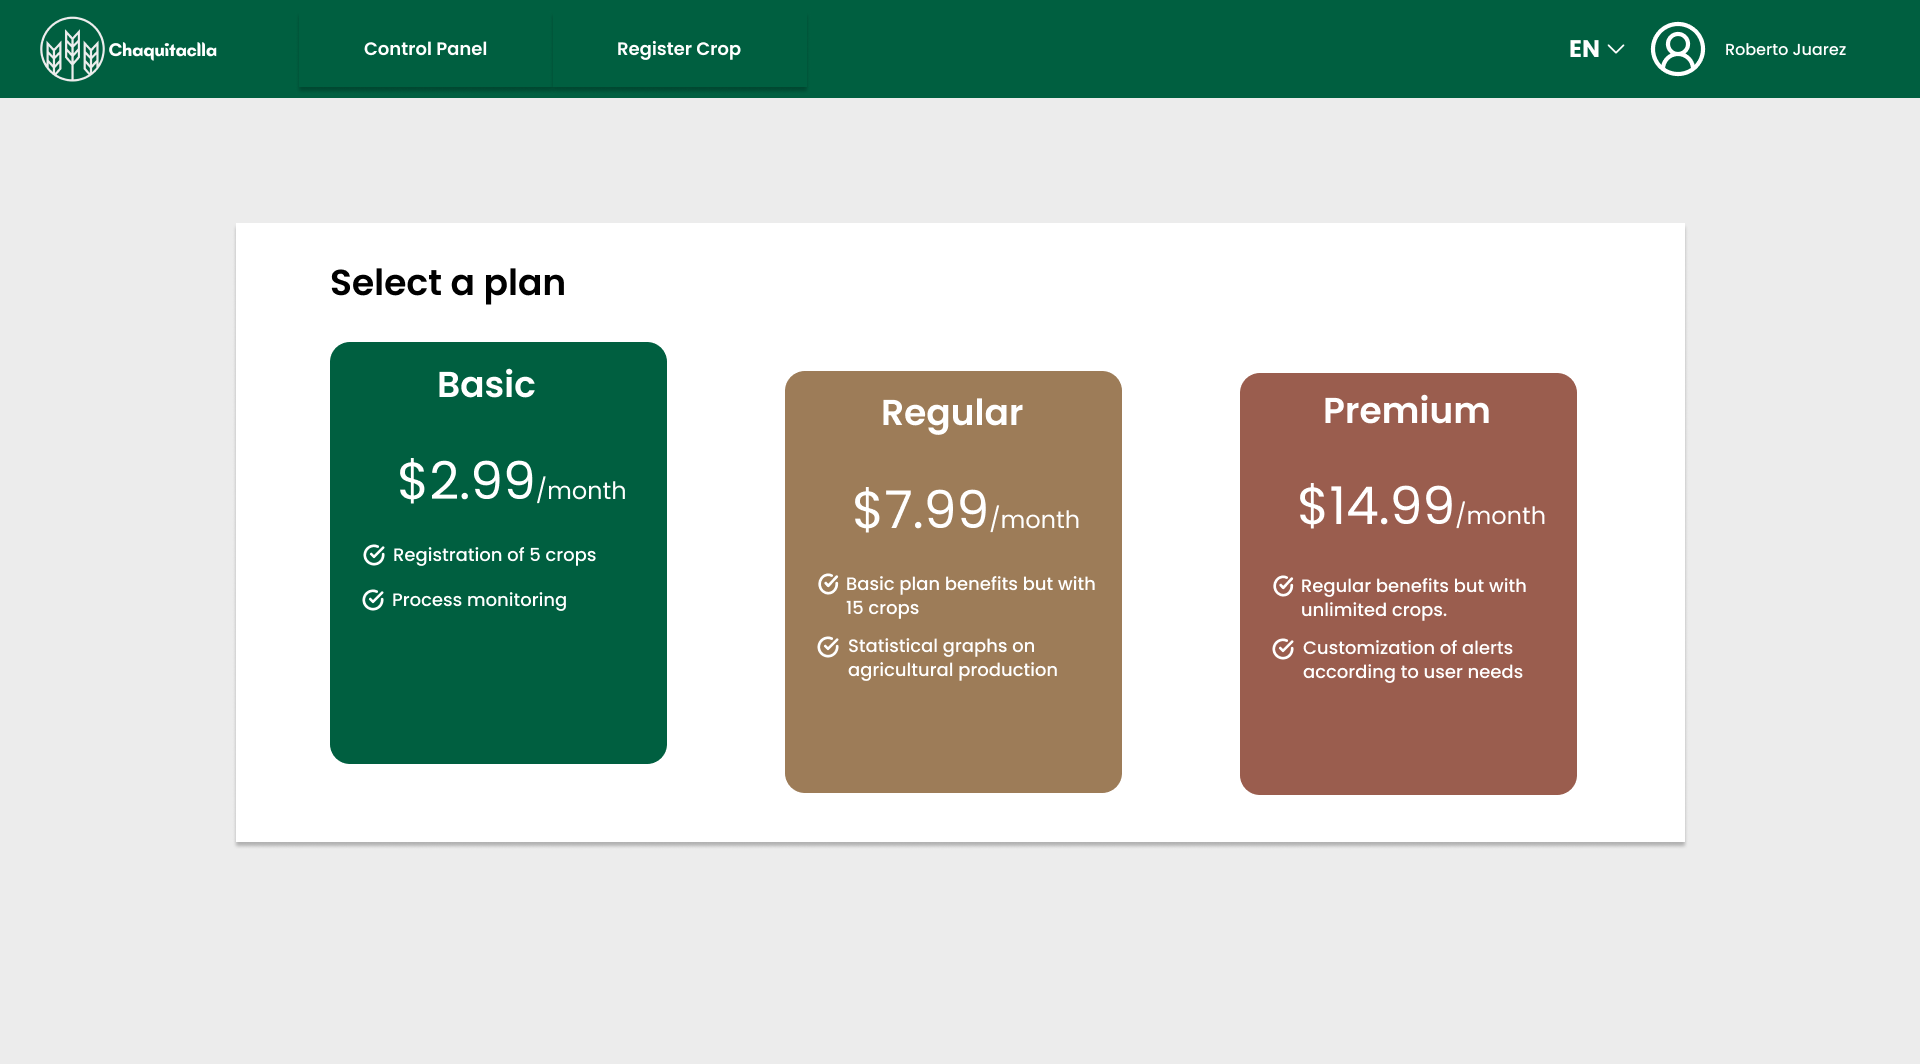 Chaquitaclla
Control Panel
Register Crop
EN
Roberto Juarez
Select a plan
Basic
$2.99/month
Registration of 5 crops
Process monitoring
Regular
$7.99/month
Basic plan benefits but with
15 crops
Statistical graphs on
agricultural production
Premium
$14.99/month
Regular benefits but with
unlimited crops.
Customization of alerts
according to user needs